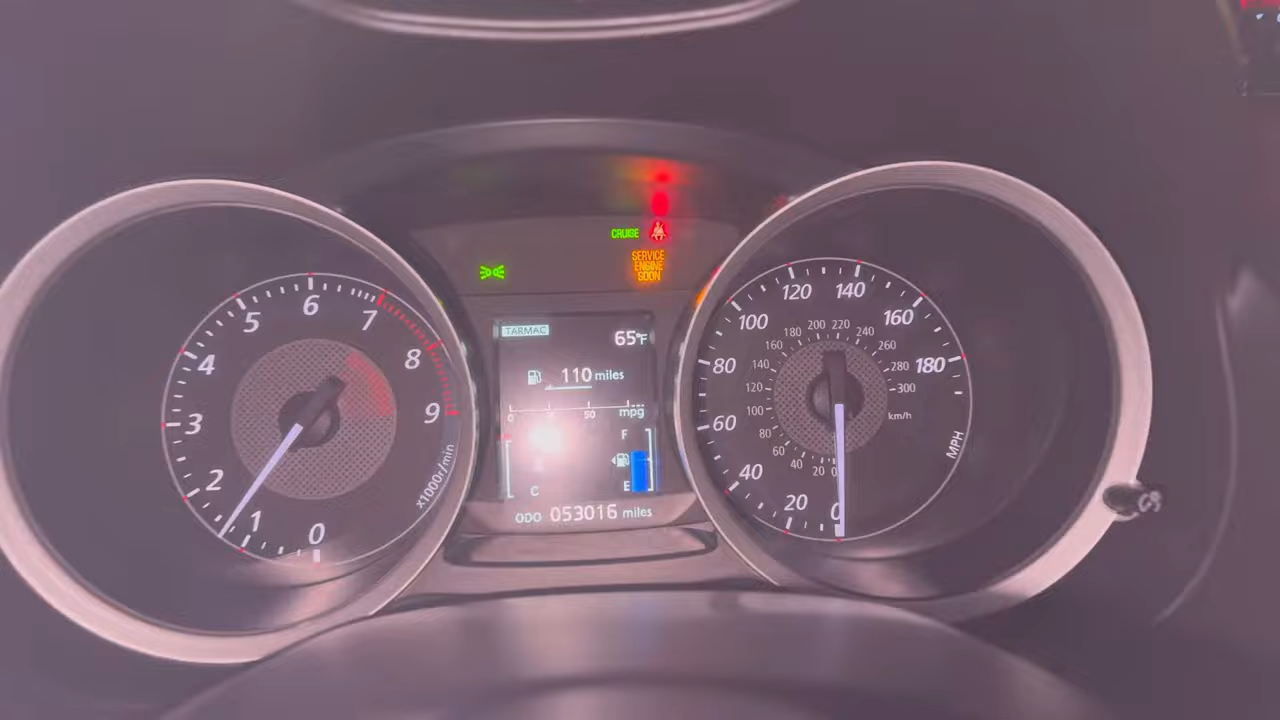 CRUISE
SERVICE
ENGINE
SOON
TARMAC
65°F
110 miles
0 50 mpg
F
C E
ODO 053016 miles
0 1 2 3 4 5 6 7 8 9
x1000r/min
0 20 40 60 80 100 120 140 160 180
MPH
0 20 40 60 80 100 120 140 160 180 200 220 240 260 280 300
km/h